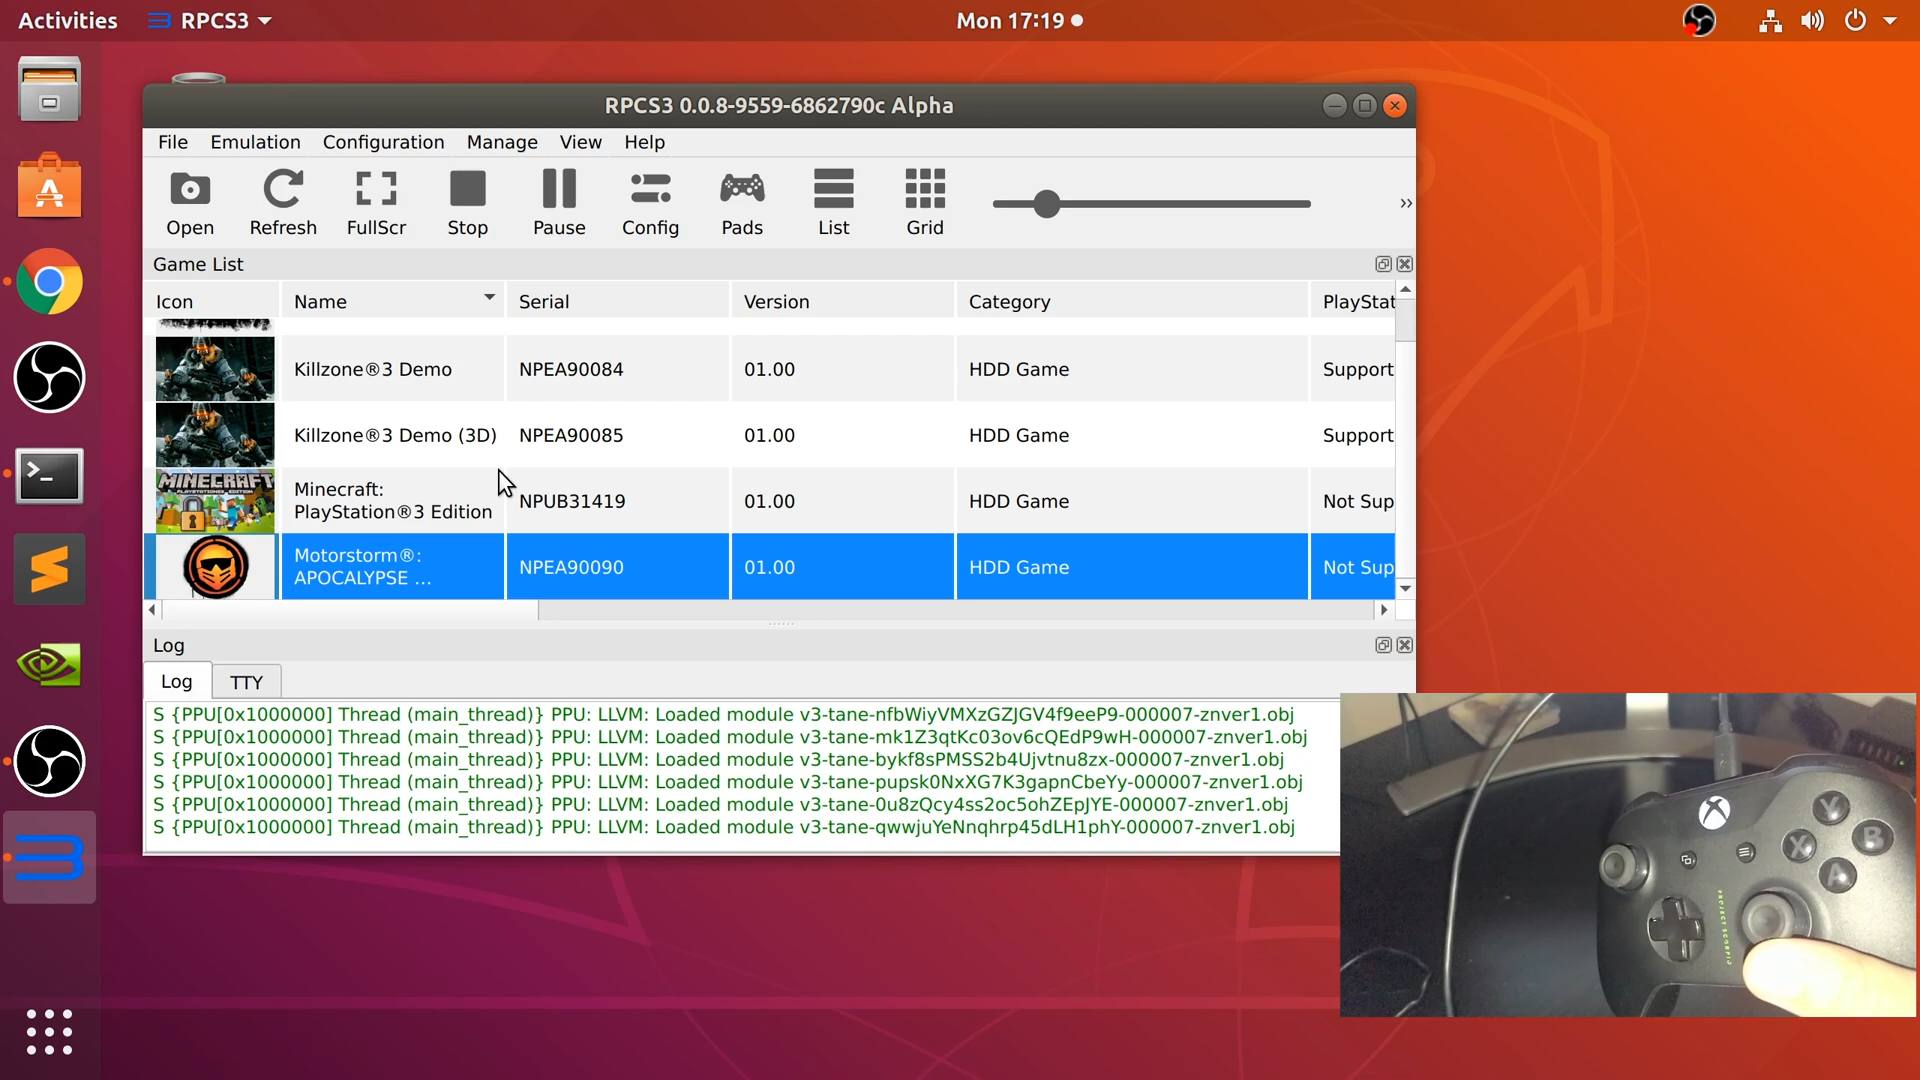 Activities RPCS3 Mon 17:19
RPCS3 0.0.8-9559-6862790c Alpha
File Emulation Configuration Manage View Help
Open Refresh FullScr Stop Pause Config Pads List Grid »
Game List
Icon Name Serial Version Category PlayStat
Killzone®3 Demo NPEA90084 01.00 HDD Game Support
Killzone®3 Demo (3D) NPEA90085 01.00 HDD Game Support
MINECRAFT
PLAYSTATION®3 EDITION
Minecraft:
PlayStation®3 Edition NPUB31419 01.00 HDD Game Not Sup
Motorstorm®:
APOCALYPSE ... NPEA90090 01.00 HDD Game Not Sup
Log
Log TTY
S {PPU[0x1000000] Thread (main_thread)} PPU: LLVM: Loaded module v3-tane-nfbWiyVMXzGZJGV4f9eeP9-000007-znver1.obj
S {PPU[0x1000000] Thread (main_thread)} PPU: LLVM: Loaded module v3-tane-mk1Z3qtKc03ov6cQEdP9wH-000007-znver1.obj
S {PPU[0x1000000] Thread (main_thread)} PPU: LLVM: Loaded module v3-tane-bykf8sPMSS2b4Ujvtnu8zx-000007-znver1.obj
S {PPU[0x1000000] Thread (main_thread)} PPU: LLVM: Loaded module v3-tane-pupsk0NxXG7K3gapnCbeYy-000007-znver1.obj
S {PPU[0x1000000] Thread (main_thread)} PPU: LLVM: Loaded module v3-tane-0u8zQcy4ss2oc5ohZEpJYE-000007-znver1.obj
S {PPU[0x1000000] Thread (main_thread)} PPU: LLVM: Loaded module v3-tane-qwwjuYeNnqhrp45dLH1phY-000007-znver1.obj
Y
X B
A
PROJECT SCORPIO